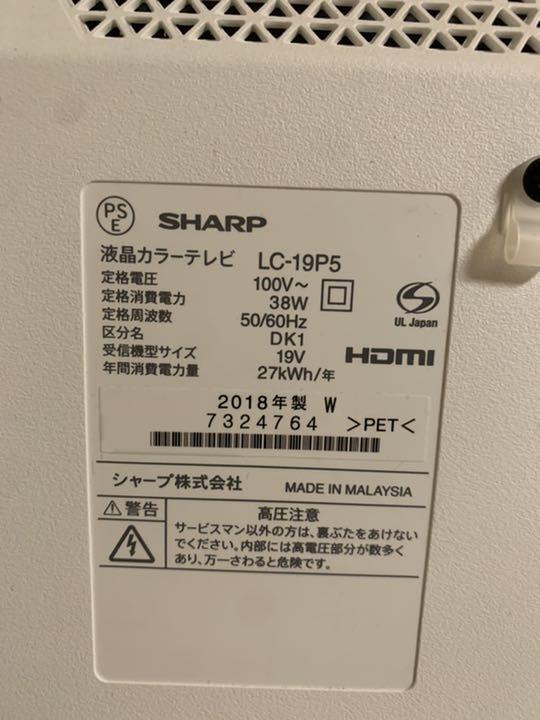 PS
E
SHARP
液晶カラーテレビ LC-19P5
定格電圧 100V～
定格消費電力 38W
定格周波数 50/60Hz
区分名 DK1
受信機型サイズ 19V
年間消費電力量 27kWh/年
UL Japan
HDMI
2018年製 W
7324764 >PET<
シャープ株式会社 MADE IN MALAYSIA
⚠警告
高圧注意
サービスマン以外の方は、裏ぶたをあけない
でください。内部には高電圧部分が数多く
あり、万一さわると危険です。